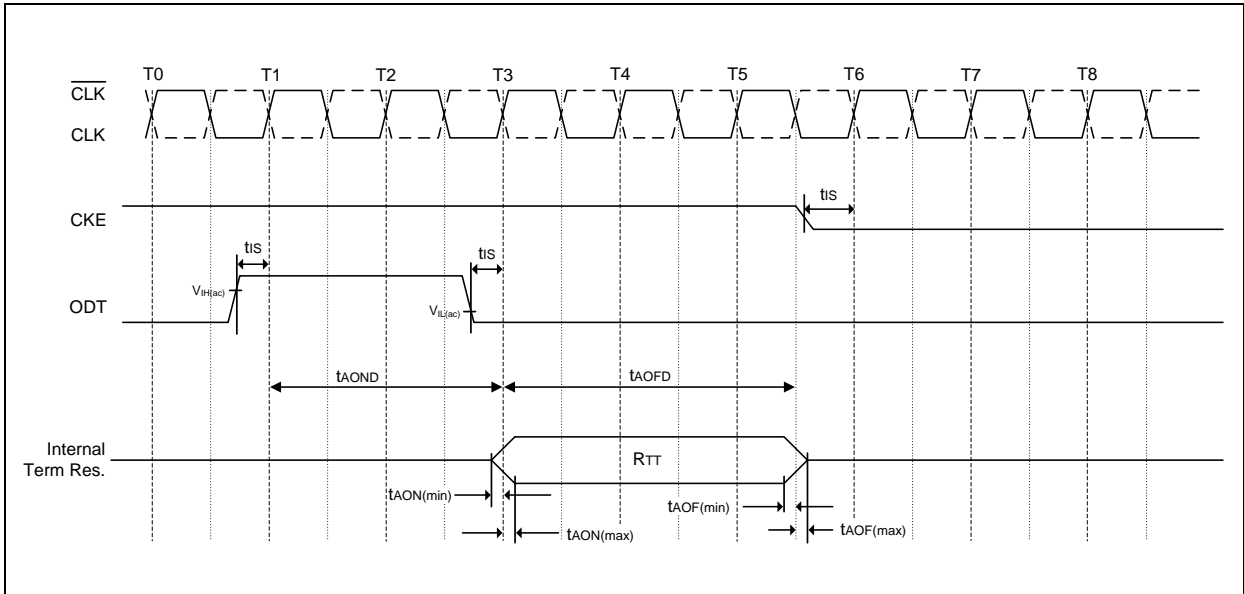 T0 T1 T2 T3 T4 T5 T6 T7 T8
CLK
CLK
CKE
tIS
tIS
tIS
VIH(ac)
ODT
VIL(ac)
tAOND
tAOFD
Internal
Term Res.
RTT
tAON(min)
tAOF(min)
tAON(max)
tAOF(max)